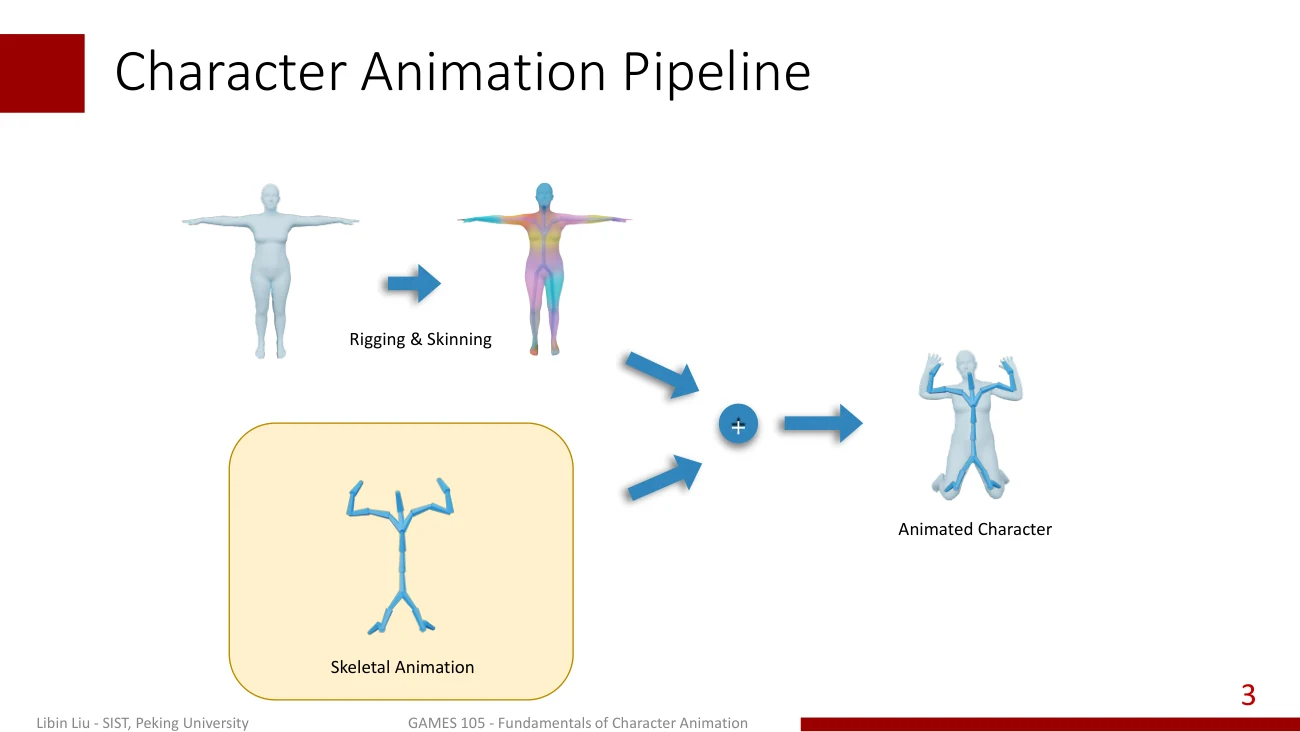 Character Animation Pipeline
Rigging & Skinning
+
Animated Character
Skeletal Animation
3
Libin Liu - SIST, Peking University
GAMES 105 - Fundamentals of Character Animation